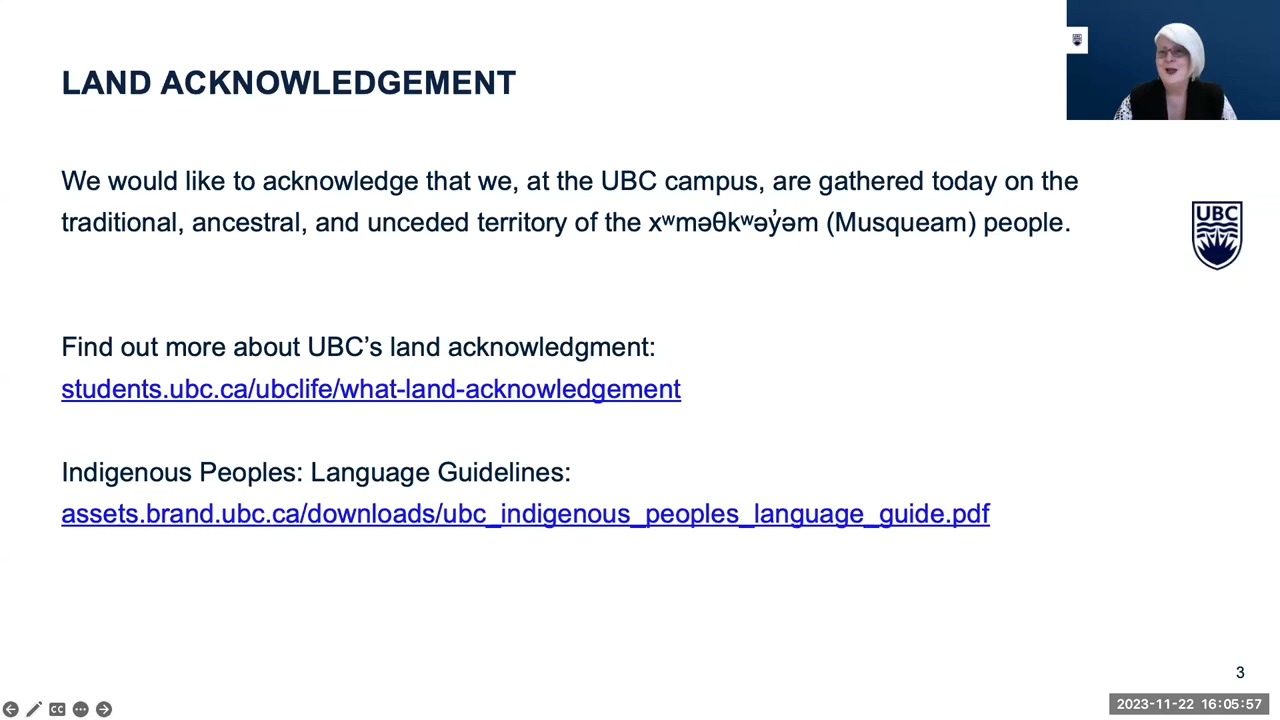 LAND ACKNOWLEDGEMENT
We would like to acknowledge that we, at the UBC campus, are gathered today on the
traditional, ancestral, and unceded territory of the xʷməθkʷəy̓əm (Musqueam) people.
UBC
Find out more about UBC’s land acknowledgment:
students.ubc.ca/ubclife/what-land-acknowledgement
Indigenous Peoples: Language Guidelines:
assets.brand.ubc.ca/downloads/ubc_indigenous_peoples_language_guide.pdf
3
CC
2023-11-22 16:05:57